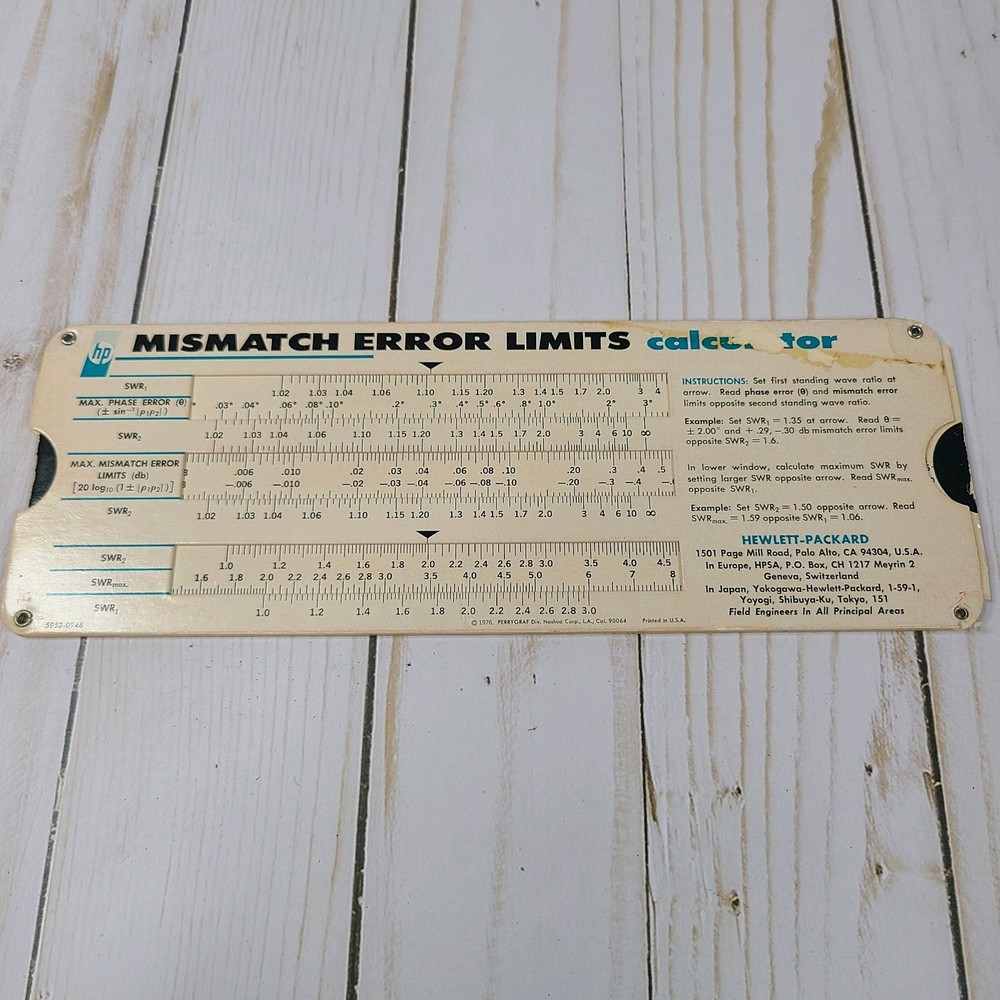 hp
MISMATCH ERROR LIMITS
SWR₁
1.02 1.03 1.04 1.06 1.10 1.15 1.20 1.3 1.4 1.5 1.7 2.0 3 4
MAX. PHASE ERROR (θ)
(± sin⁻¹ |p₁p₂|)
.03° .04° .06° .08° .10° .2° .3° .4° .5° .6° .8° 1.0° 2° 3°
SWR₂
1.02 1.03 1.04 1.06 1.10 1.15 1.20 1.3 1.4 1.5 1.7 2.0 3 4 6 10 ∞
MAX. MISMATCH ERROR
LIMITS (db)
[20 log₁₀ (1 ± |p₁p₂|)]
.006 .010 .02 .03 .04 .06 .08 .10 .20 .3 .4 .5
–.006 –.010 –.02 –.03 –.04 –.06 –.08 –.10 –.20 –.3 –.4
SWR₂
1.02 1.03 1.04 1.06 1.10 1.15 1.20 1.3 1.4 1.5 1.7 2.0 3 4 6 10 ∞
SWR₂
1.0 1.2 1.4 1.6 1.8 2.0 2.2 2.4 2.6 2.8 3.0 3.5 4.0 4.5
SWRmax.
1.6 1.8 2.0 2.2 2.4 2.6 2.8 3.0 3.5 4.0 4.5 5.0 6 7 8
SWR₁
1.0 1.2 1.4 1.6 1.8 2.0 2.2 2.4 2.6 2.8 3.0
5952-0948
© 1976, PERRYGRAF Div. Nashua Corp., L.A., Cal. 90064 Printed in U.S.A.
INSTRUCTIONS: Set first standing wave ratio at
arrow. Read phase error (θ) and mismatch error
limits opposite second standing wave ratio.
Example: Set SWR₁ = 1.35 at arrow. Read θ =
± 2.00° and + .29, –.30 db mismatch error limits
opposite SWR₂ = 1.6.
In lower window, calculate maximum SWR by
setting larger SWR opposite arrow. Read SWRmax.
opposite SWR₁.
Example: Set SWR₂ = 1.50 opposite arrow. Read
SWRmax. = 1.59 opposite SWR₁ = 1.06.
HEWLETT-PACKARD
1501 Page Mill Road, Palo Alto, CA 94304, U.S.A.
In Europe, HPSA, P.O. Box, CH 1217 Meyrin 2
Geneva, Switzerland
In Japan, Yokogawa-Hewlett-Packard, 1-59-1,
Yoyogi, Shibuya-Ku, Tokyo, 151
Field Engineers In All Principal Areas